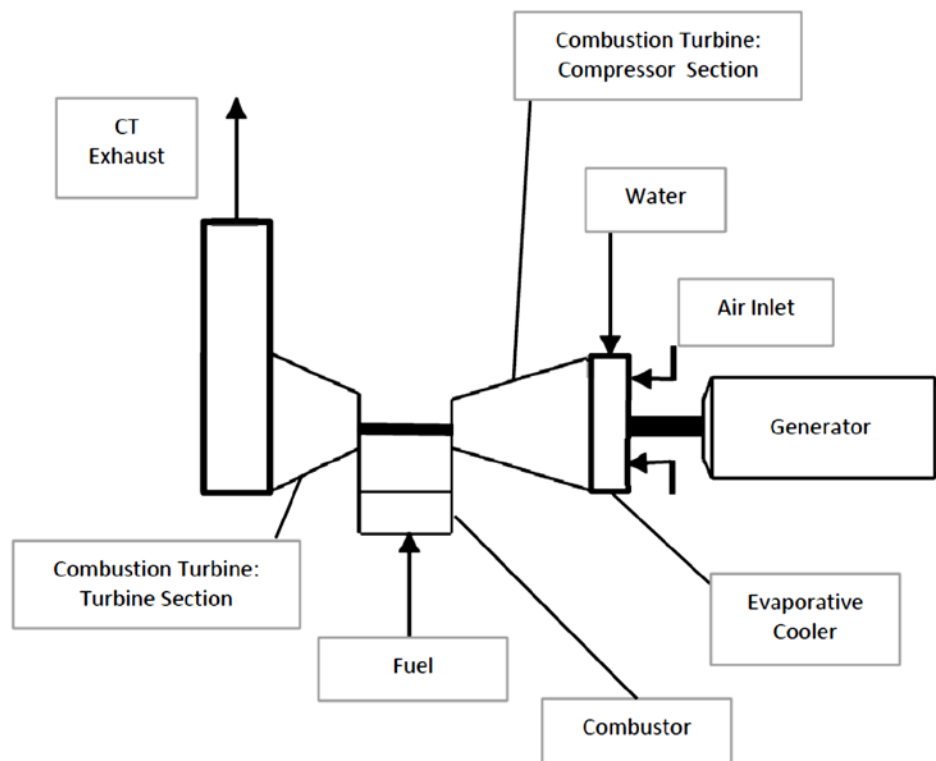 Combustion Turbine:
Compressor Section
CT
Exhaust
Water
Air Inlet
Generator
Combustion Turbine:
Turbine Section
Evaporative
Cooler
Fuel
Combustor